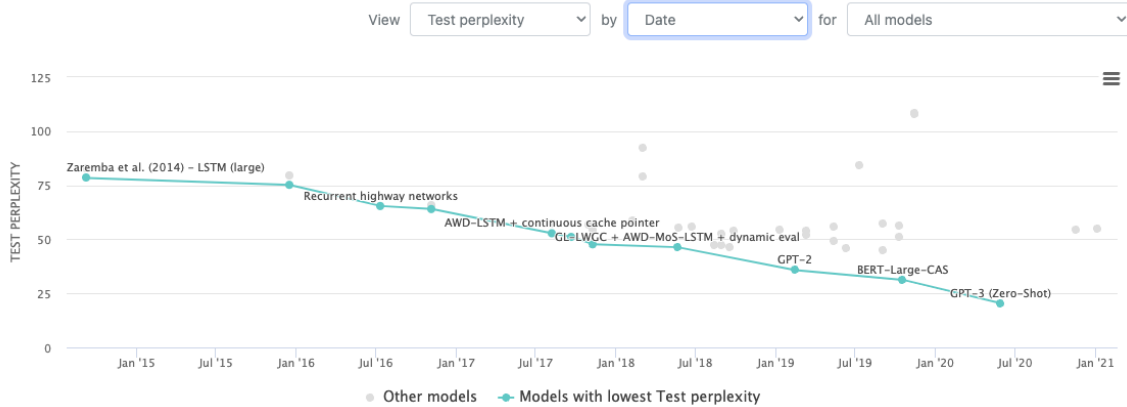 View Test perplexity by Date for All models
125
100
75
50
25
0
TEST PERPLEXITY
Zaremba et al. (2014) – LSTM (large)
Recurrent highway networks
AWD-LSTM + continuous cache pointer
GL+LWGC + AWD-MoS-LSTM + dynamic eval
GPT-2
BERT-Large-CAS
GPT-3 (Zero-Shot)
Jan '15 Jul '15 Jan '16 Jul '16 Jan '17 Jul '17 Jan '18 Jul '18 Jan '19 Jul '19 Jan '20 Jul '20 Jan '21
Other models Models with lowest Test perplexity